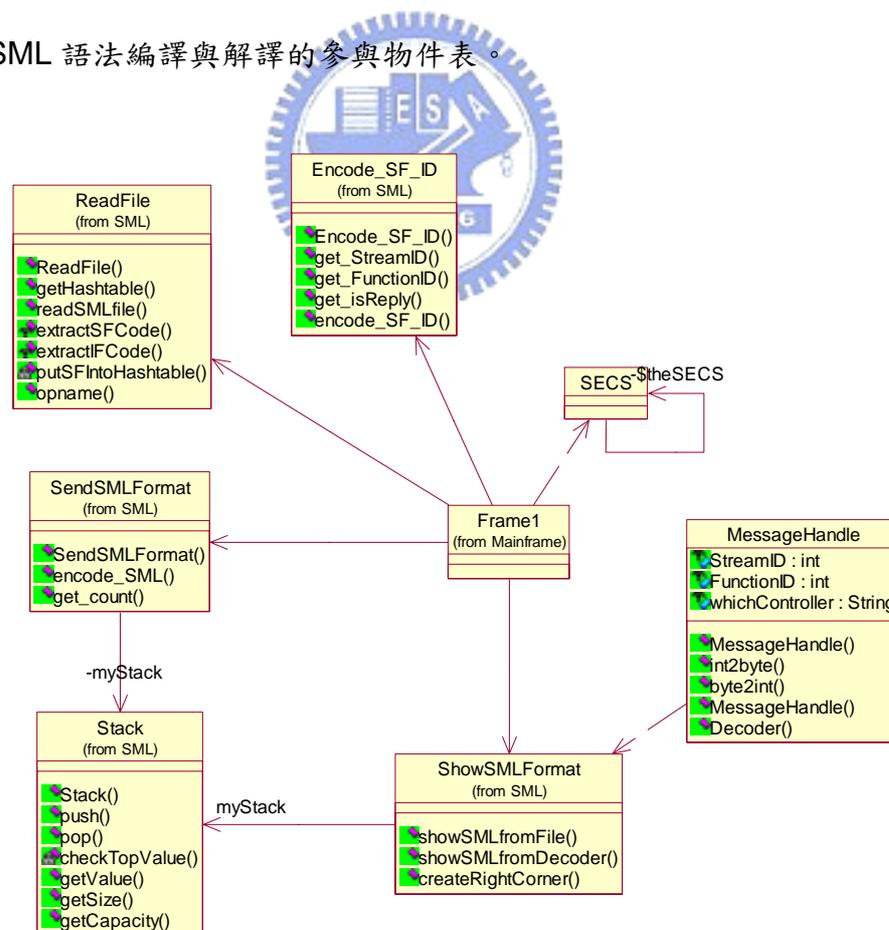 SML 語法編譯與解譯的參與物件表。
E S A
G
Encode_SF_ID
(from SML)
Encode_SF_ID()
get_StreamID()
get_FunctionID()
get_isReply()
encode_SF_ID()
ReadFile
(from SML)
ReadFile()
getHashtable()
readSMLfile()
extractSFCode()
extractIFCode()
putSFIntoHashtable()
opname()
SECS
-$theSECS
SendSMLFormat
(from SML)
SendSMLFormat()
encode_SML()
get_count()
Frame1
(from Mainframe)
MessageHandle
StreamID : int
FunctionID : int
whichController : String
MessageHandle()
int2byte()
byte2int()
MessageHandle()
Decoder()
-myStack
Stack
(from SML)
Stack()
push()
pop()
checkTopValue()
getValue()
getSize()
getCapacity()
myStack
ShowSMLFormat
(from SML)
showSMLfromFile()
showSMLfromDecoder()
createRightCorner()